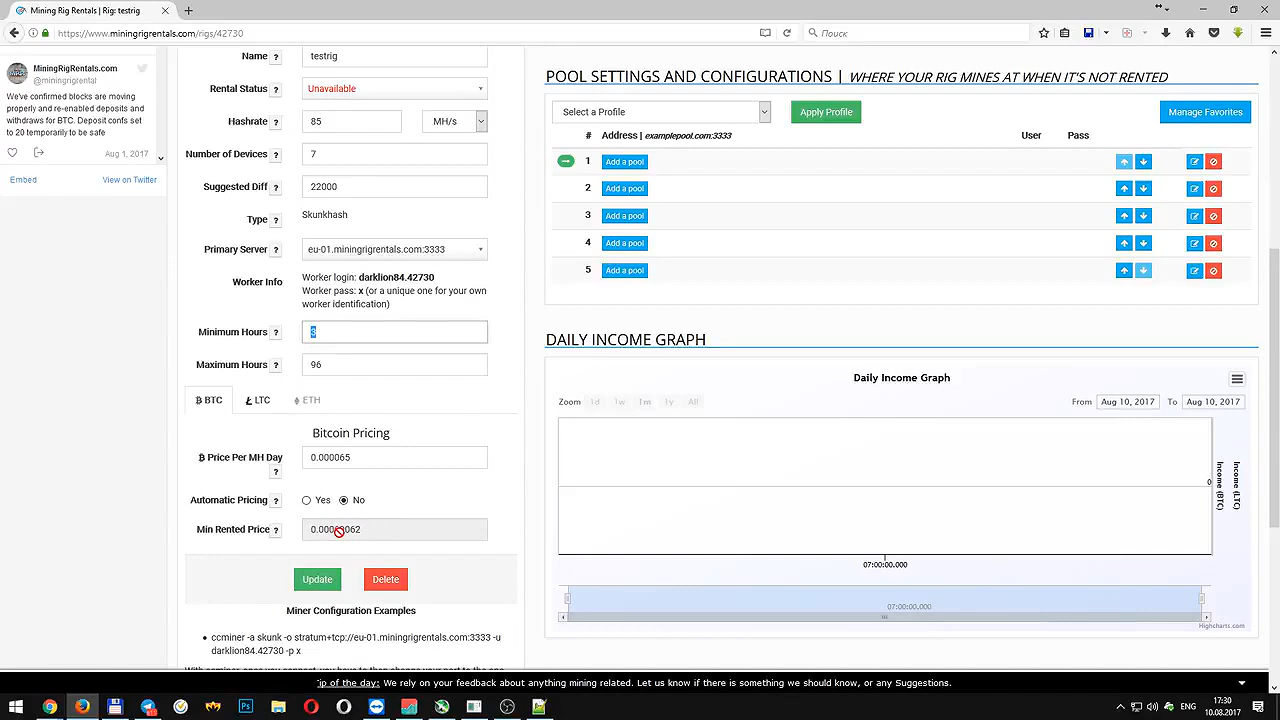 Mining Rig Rentals | Rig: testrig
https://www.miningrigrentals.com/rigs/42730
Поиск
MiningRigRentals.com
@miningrigrental
We've confirmed blocks are moving
properly and re-enabled deposits and
withdraws for BTC. Deposit confs set
to 20 temporarily to be safe
Aug 1, 2017
Embed
View on Twitter
Name ?
testrig
Rental Status ?
Unavailable
Hashrate ?
85
MH/s
Number of Devices ?
7
Suggested Diff ?
22000
Type ?
Skunkhash
Primary Server ?
eu-01.miningrigrentals.com:3333
Worker Info
Worker login: darklion84.42730
Worker pass: x (or a unique one for your own
worker identification)
Minimum Hours ?
3
Maximum Hours ?
96
BTC
LTC
ETH
Bitcoin Pricing
Price Per MH Day
?
0.000065
Automatic Pricing ?
Yes
No
Min Rented Price ?
Update
Delete
Miner Configuration Examples
ccminer -a skunk -o stratum+tcp://eu-01.miningrigrentals.com:3333 -u
darklion84.42730 -p x
POOL SETTINGS AND CONFIGURATIONS | WHERE YOUR RIG MINES AT WHEN IT'S NOT RENTED
Select a Profile
Apply Profile
Manage Favorites
# Address | examplepool.com:3333 User Pass
1 Add a pool
2 Add a pool
3 Add a pool
4 Add a pool
5 Add a pool
DAILY INCOME GRAPH
Daily Income Graph
Zoom 1d 1w 1m 1y All
From Aug 10, 2017 To Aug 10, 2017
0
Income (BTC)
Income (LTC)
07:00:00.000
07:00:00.000
Highcharts.com
Tip of the day: We rely on your feedback about anything mining related. Let us know if there is something we should know, or any Suggestions.
ENG
17:30
10.08.2017